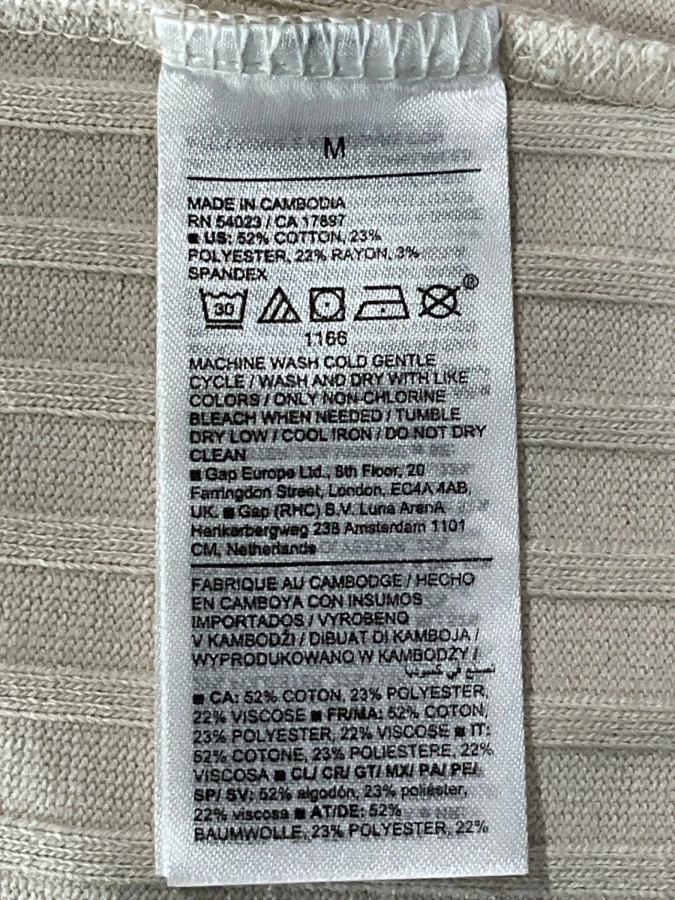 M
MADE IN CAMBODIA
RN 54023 / CA 17897
■ US: 52% COTTON, 23%
POLYESTER, 22% RAYON, 3%
SPANDEX
30
®
1166
MACHINE WASH COLD GENTLE
CYCLE / WASH AND DRY WITH LIKE
COLORS / ONLY NON-CHLORINE
BLEACH WHEN NEEDED / TUMBLE
DRY LOW / COOL IRON / DO NOT DRY
CLEAN
■ Gap Europe Ltd., 8th Floor, 20
Farringdon Street, London, EC4A 4AB,
UK. ■ Gap (RHC) B.V. Luna ArenA
Herikerbergweg 238 Amsterdam 1101
CM, Netherlands
FABRIQUE AU CAMBODGE / HECHO
EN CAMBOYA CON INSUMOS
IMPORTADOS / VYROBENO
V KAMBODŽI / DIBUAT DI KAMBOJA /
WYPRODUKOWANO W KAMBODŻY /
صنع في كمبوديا
■ CA: 52% COTON, 23% POLYESTER,
22% VISCOSE ■ FR/MA: 52% COTON,
23% POLYESTER, 22% VISCOSE ■ IT:
52% COTONE, 23% POLIESTERE, 22%
VISCOSA ■ CL/ CR/ GT/ MX/ PA/ PE/
SP/ SV: 52% algodón, 23% poliéster,
22% viscosa ■ AT/DE: 52%
BAUMWOLLE, 23% POLYESTER, 22%